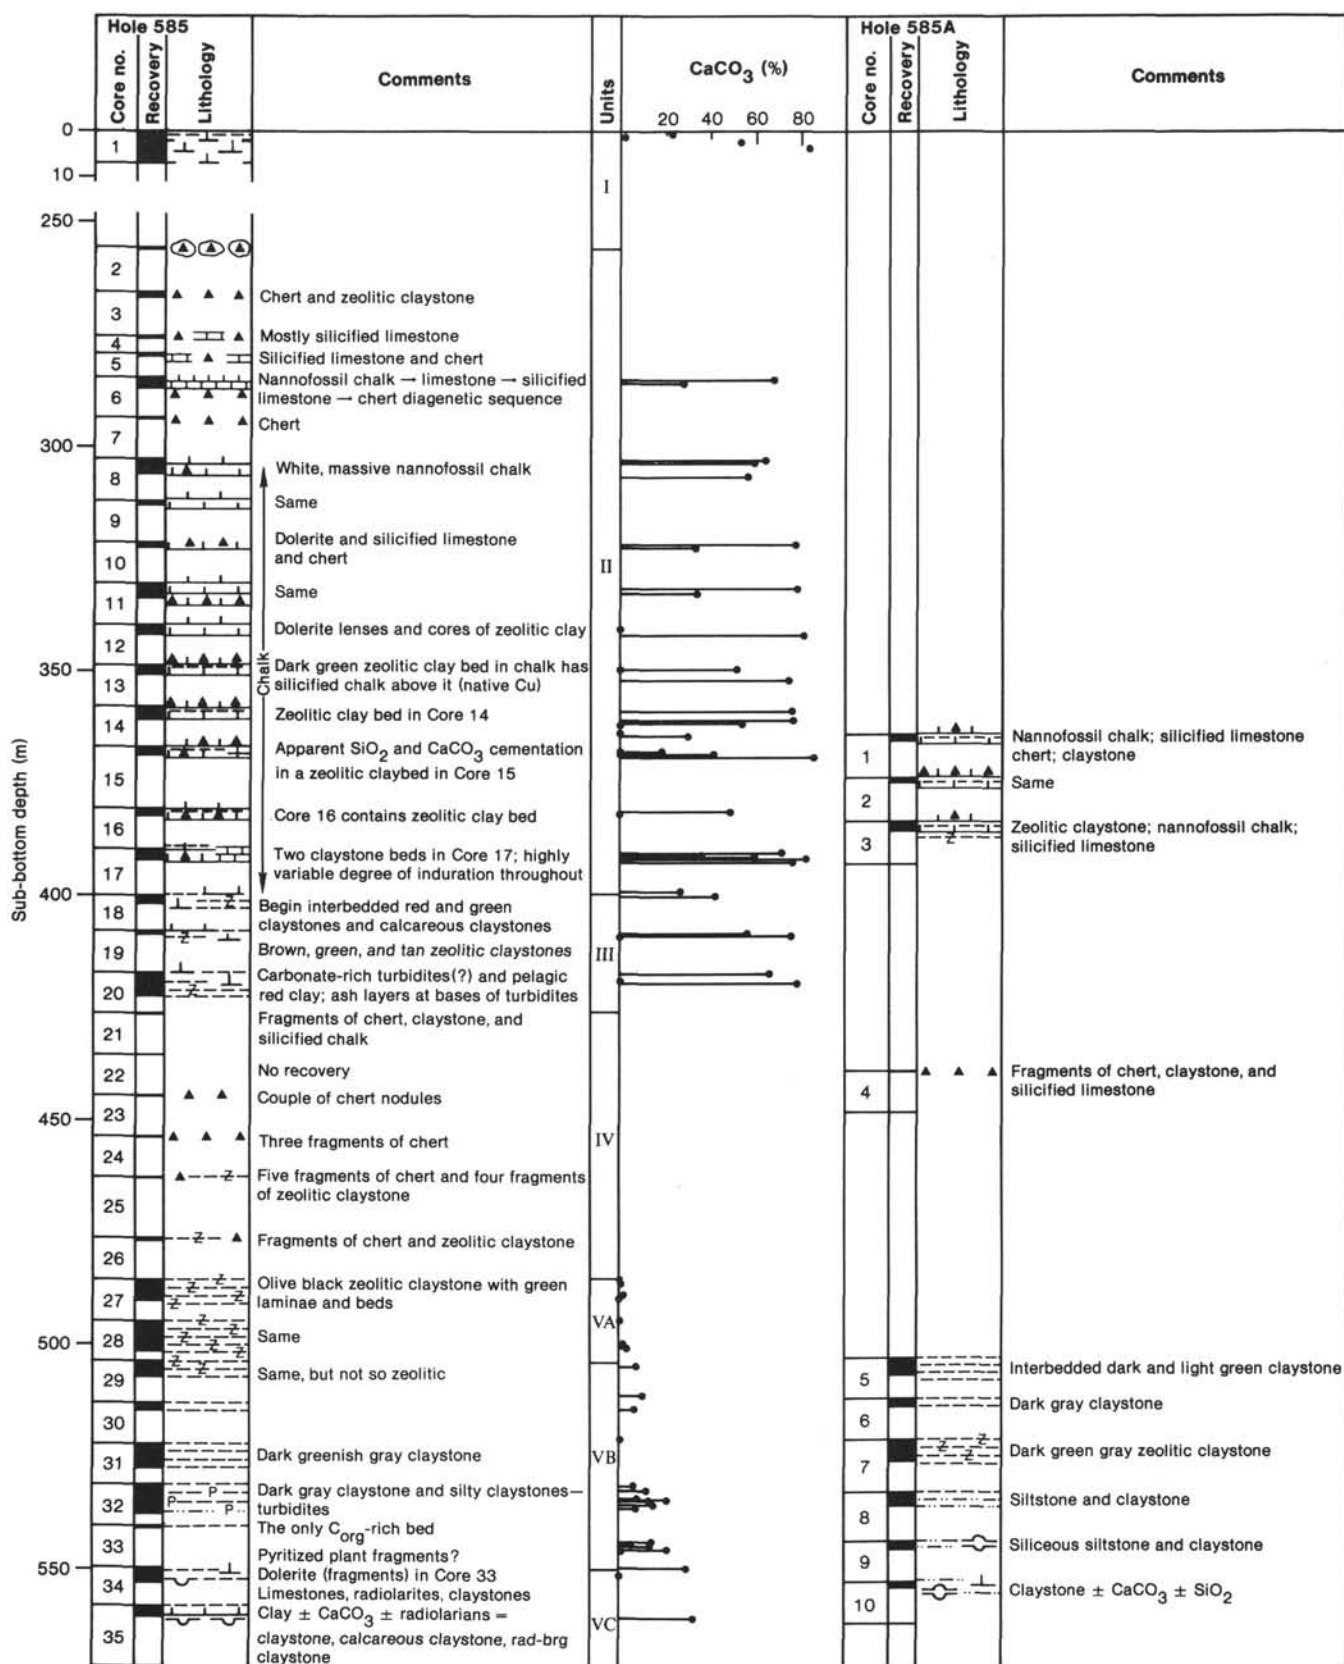 Hole 585
Hole 585A
Core no.
Recovery
Lithology
Comments
Units
CaCO3 (%)
20 40 60 80
Core no.
Recovery
Lithology
Comments
Sub-bottom depth (m)
0
10
250
300
350
400
450
500
550
1
2
3
4
5
6
7
8
9
10
11
12
13
14
15
16
17
18
19
20
21
22
23
24
25
26
27
28
29
30
31
32
33
34
35
Chert and zeolitic claystone
Mostly silicified limestone
Silicified limestone and chert
Nannofossil chalk → limestone → silicified
limestone → chert diagenetic sequence
Chert
White, massive nannofossil chalk
Same
Dolerite and silicified limestone
and chert
Same
Dolerite lenses and cores of zeolitic clay
Chalk
Dark green zeolitic clay bed in chalk has
silicified chalk above it (native Cu)
Zeolitic clay bed in Core 14
Apparent SiO2 and CaCO3 cementation
in a zeolitic claybed in Core 15
Core 16 contains zeolitic clay bed
Two claystone beds in Core 17; highly
variable degree of induration throughout
Begin interbedded red and green
claystones and calcareous claystones
Brown, green, and tan zeolitic claystones
Carbonate-rich turbidites(?) and pelagic
red clay; ash layers at bases of turbidites
Fragments of chert, claystone, and
silicified chalk
No recovery
Couple of chert nodules
Three fragments of chert
Five fragments of chert and four fragments
of zeolitic claystone
Fragments of chert and zeolitic claystone
Olive black zeolitic claystone with green
laminae and beds
Same
Same, but not so zeolitic
Dark greenish gray claystone
Dark gray claystone and silty claystones—
turbidites
The only Corg-rich bed
Pyritized plant fragments?
Dolerite (fragments) in Core 33
Limestones, radiolarites, claystones
Clay ± CaCO3 ± radiolarians =
claystone, calcareous claystone, rad-brg
claystone
I
II
III
IV
VA
VB
VC
1
2
3
4
5
6
7
8
9
10
Nannofossil chalk; silicified limestone
chert; claystone
Same
Zeolitic claystone; nannofossil chalk;
silicified limestone
Fragments of chert, claystone, and
silicified limestone
Interbedded dark and light green claystone
Dark gray claystone
Dark green gray zeolitic claystone
Siltstone and claystone
Siliceous siltstone and claystone
Claystone ± CaCO3 ± SiO2